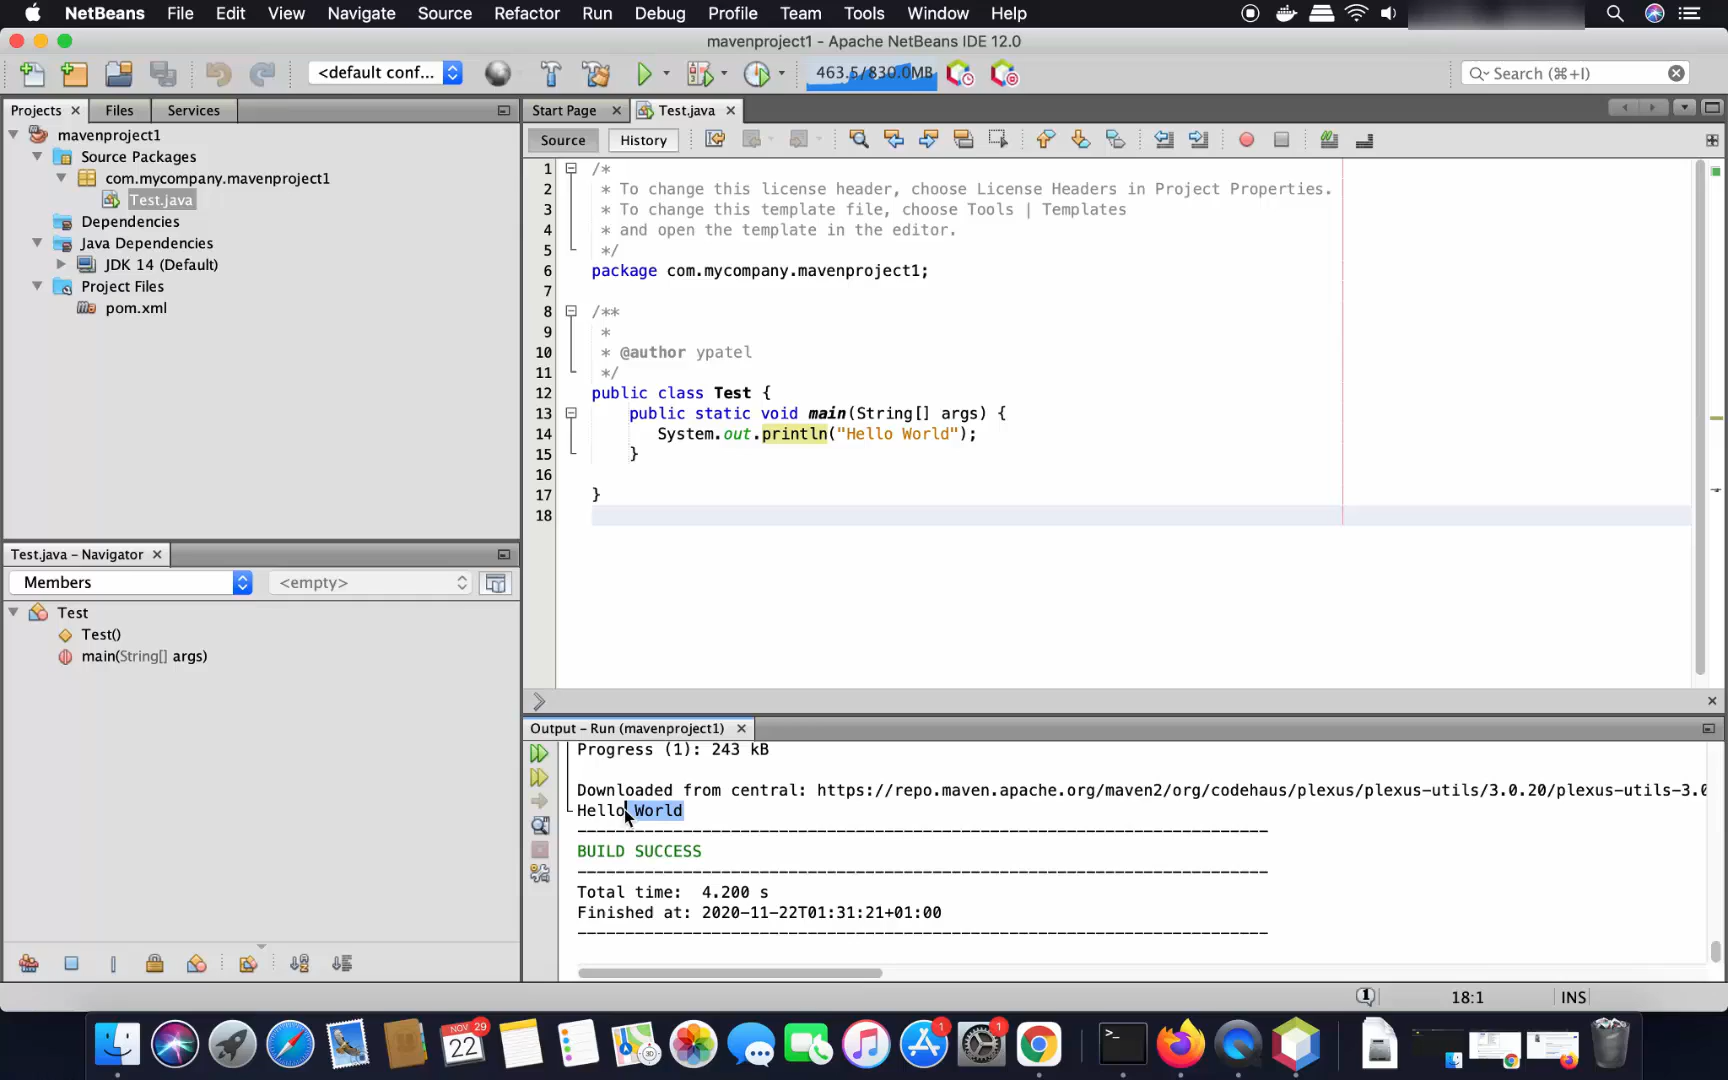 NetBeans File Edit View Navigate Source Refactor Run Debug Profile Team Tools Window Help
mavenproject1 - Apache NetBeans IDE 12.0
<default conf... 463.5/830.0MB Search (⌘+I)
Projects Files Services
Start Page Test.java
Source History
mavenproject1
Source Packages
com.mycompany.mavenproject1
Test.java
Dependencies
Java Dependencies
JDK 14 (Default)
Project Files
pom.xml
1 /*
2 * To change this license header, choose License Headers in Project Properties.
3 * To change this template file, choose Tools | Templates
4 * and open the template in the editor.
5 */
6 package com.mycompany.mavenproject1;
7
8 /**
9 *
10 * @author ypatel
11 */
12 public class Test {
13 public static void main(String[] args) {
14 System.out.println("Hello World");
15 }
16
17 }
18
Test.java - Navigator
Members <empty>
Test
Test()
main(String[] args)
Output - Run (mavenproject1)
Progress (1): 243 kB
Downloaded from central: https://repo.maven.apache.org/maven2/org/codehaus/plexus/plexus-utils/3.0.20/plexus-utils-3.0
Hello World
------------------------------------------------------------------------
BUILD SUCCESS
------------------------------------------------------------------------
Total time: 4.200 s
Finished at: 2020-11-22T01:31:21+01:00
------------------------------------------------------------------------
1 18:1 INS
NOV 29
22
1
1
>_